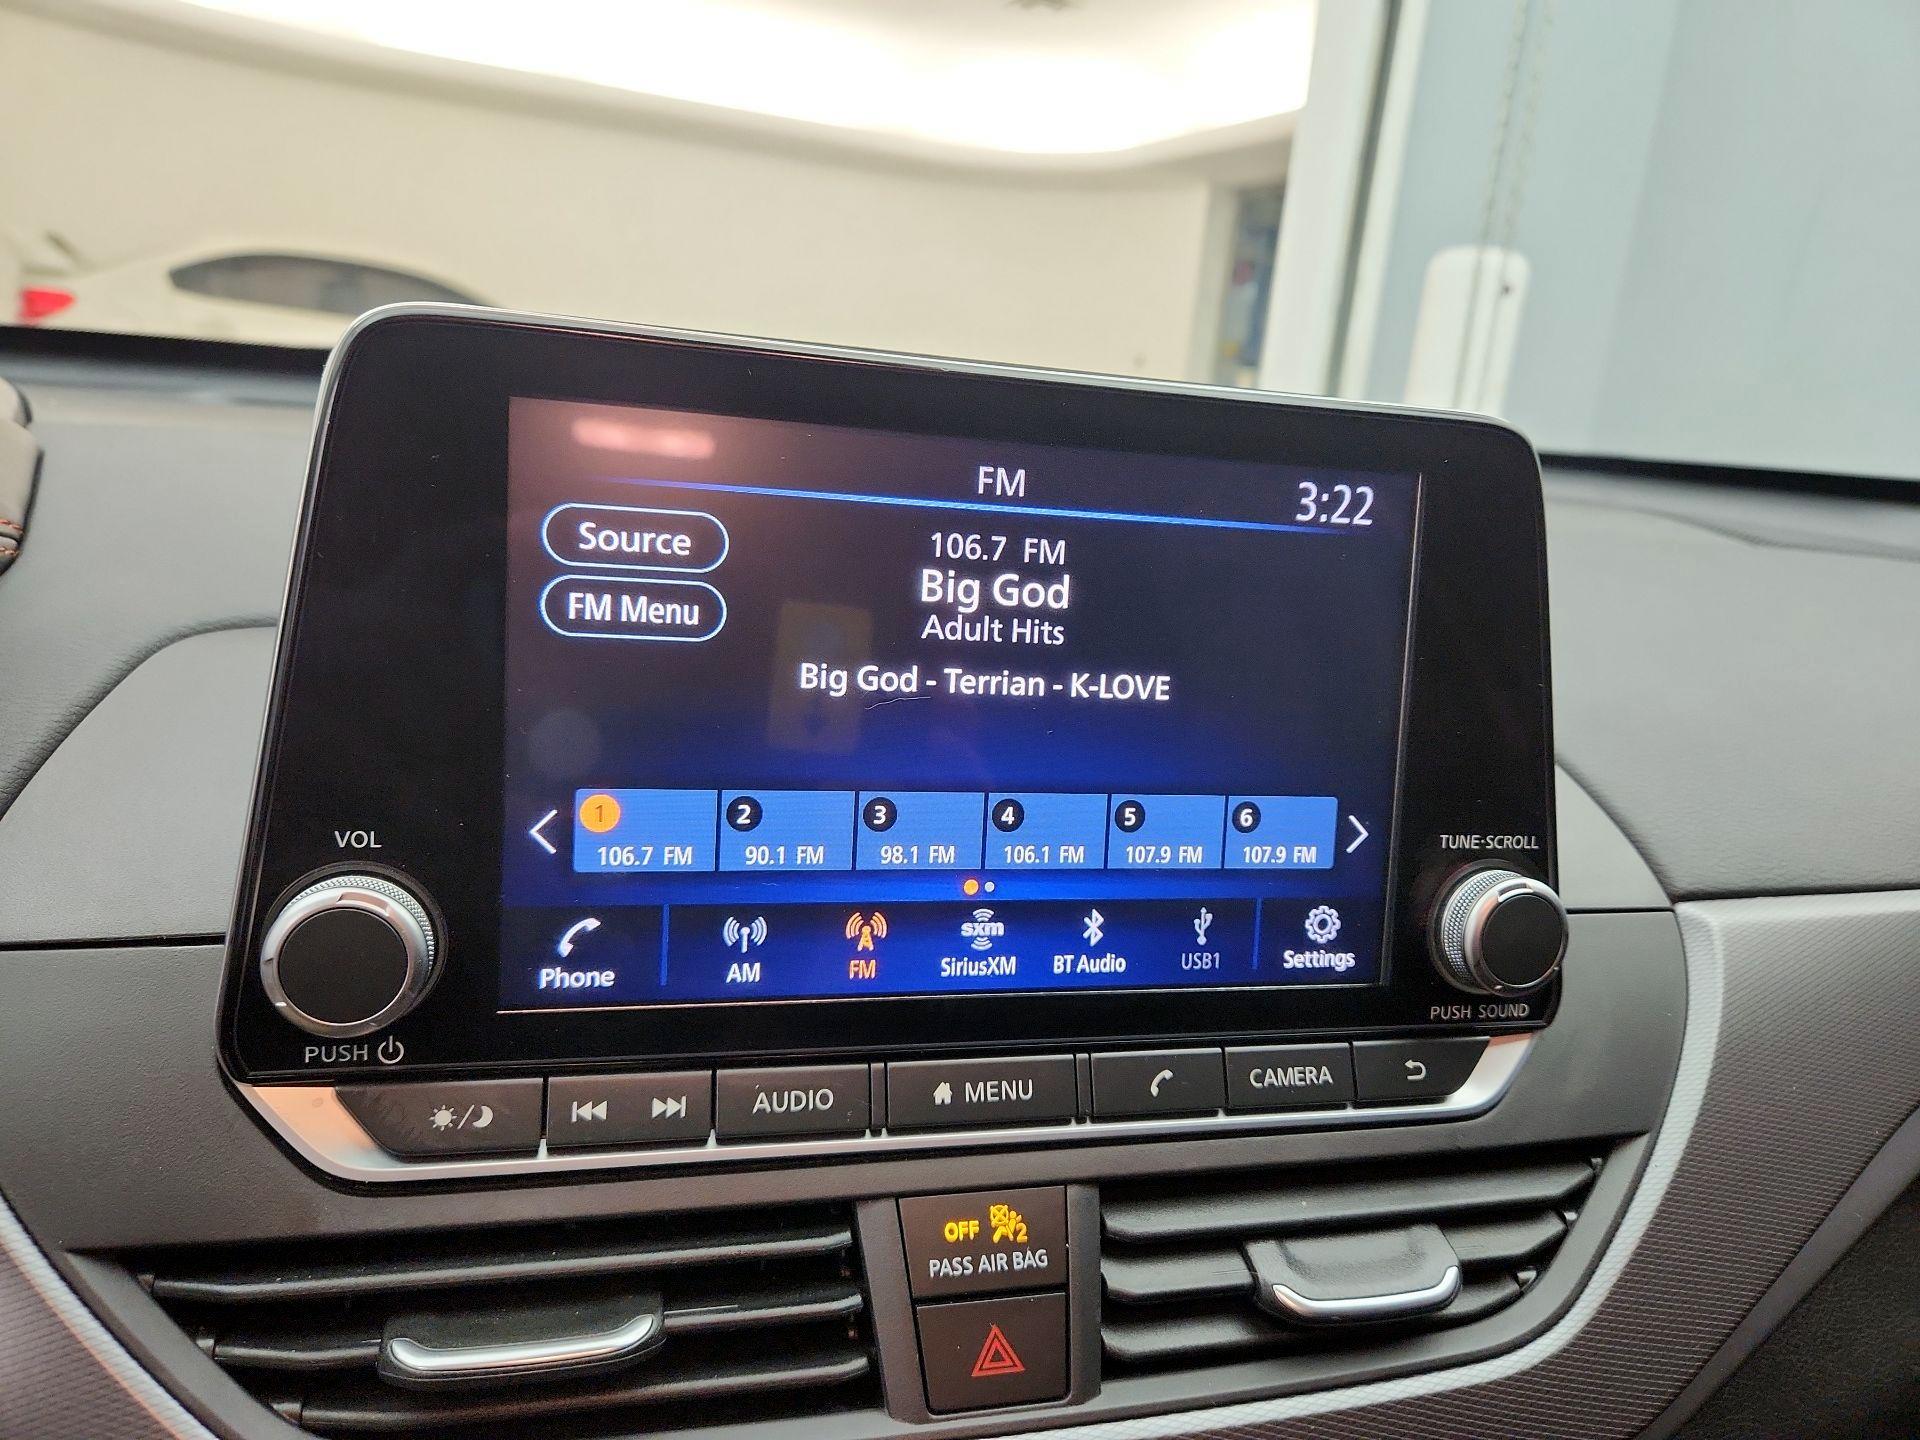 FM
3:22
Source
106.7 FM
FM Menu
Big God
Adult Hits
Big God - Terrian - K-LOVE
1
2
3
4
5
6
106.7 FM
90.1 FM
98.1 FM
106.1 FM
107.9 FM
107.9 FM
Phone
AM
FM
sxm
SiriusXM
BT Audio
USB1
Settings
VOL
PUSH
TUNE·SCROLL
PUSH SOUND
AUDIO
MENU
CAMERA
OFF
2
PASS AIR BAG